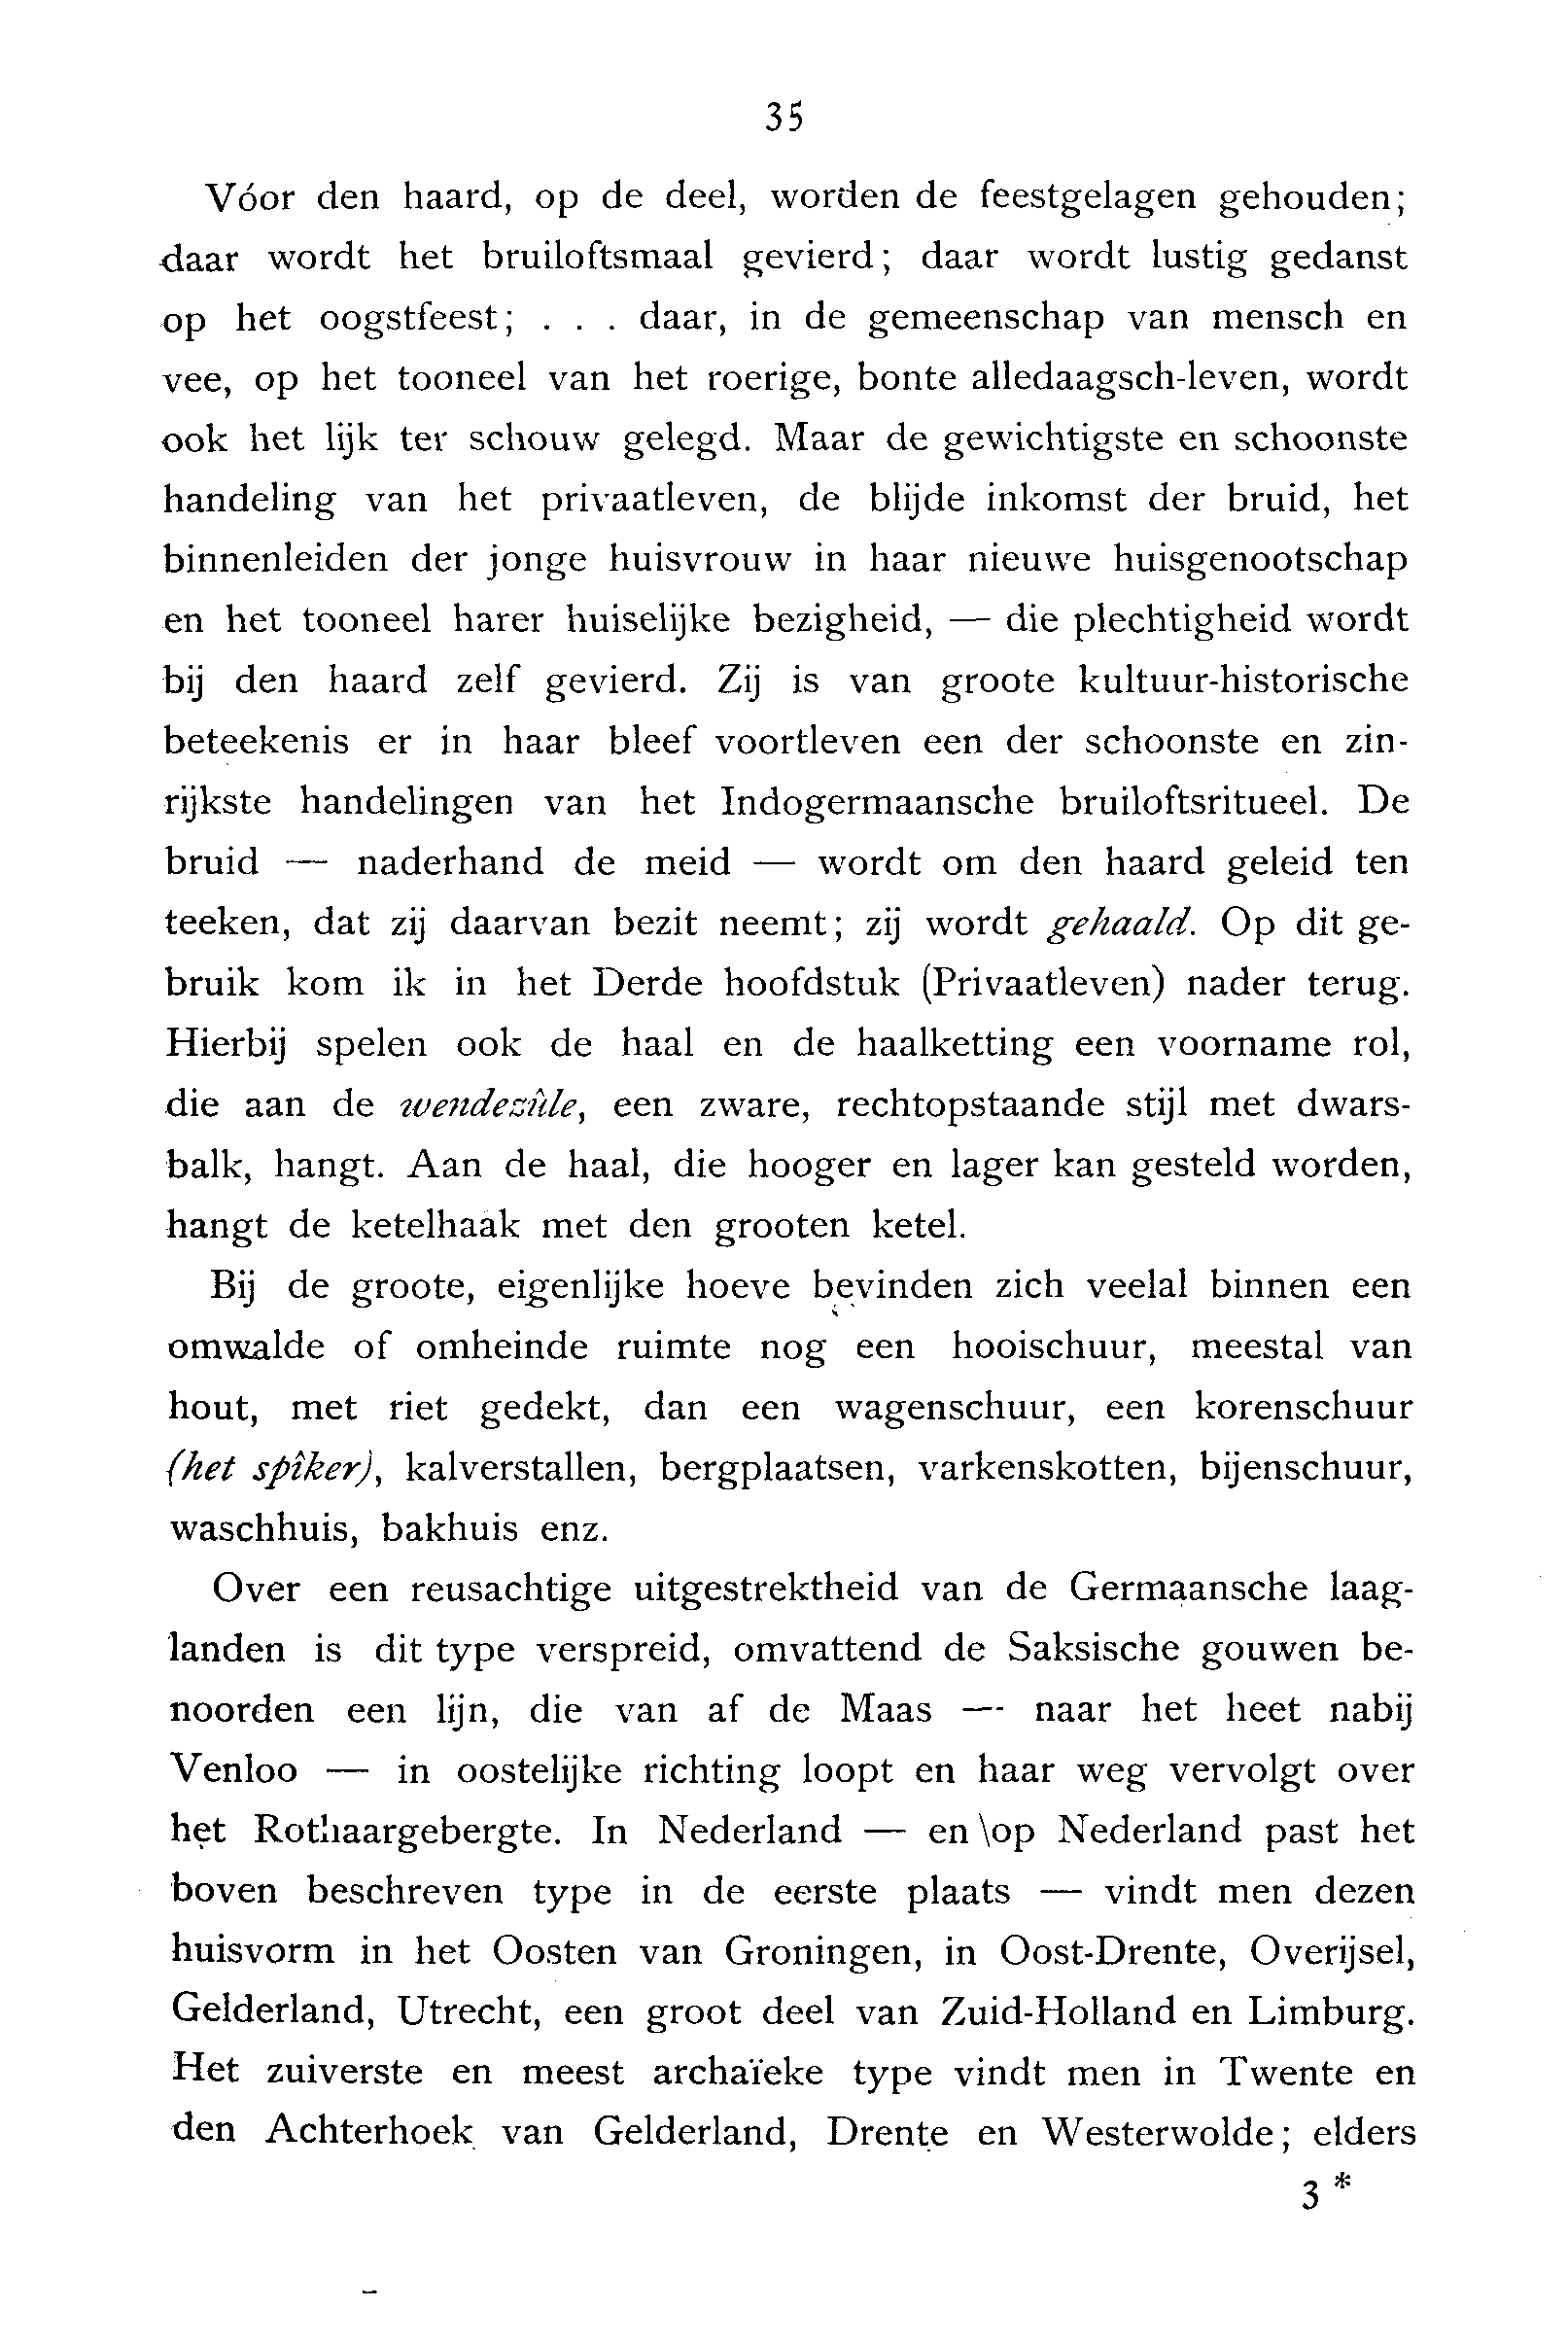 35
Vóor den haard, op de deel, worden de feestgelagen gehouden;
daar wordt het bruiloftsmaal gevierd; daar wordt lustig gedanst
op het oogstfeest; . . . daar, in de gemeenschap van mensch en
vee, op het tooneel van het roerige, bonte alledaagsch-leven, wordt
ook het lijk ter schouw gelegd. Maar de gewichtigste en schoonste
handeling van het privaatleven, de blijde inkomst der bruid, het
binnenleiden der jonge huisvrouw in haar nieuwe huisgenootschap
en het tooneel harer huiselijke bezigheid, — die plechtigheid wordt
bij den haard zelf gevierd. Zij is van groote kultuur-historische
beteekenis er in haar bleef voortleven een der schoonste en zin-
rijkste handelingen van het Indogermaansche bruiloftsritueel. De
bruid — naderhand de meid — wordt om den haard geleid ten
teeken, dat zij daarvan bezit neemt; zij wordt gehaald. Op dit ge-
bruik kom ik in het Derde hoofdstuk (Privaatleven) nader terug.
Hierbij spelen ook de haal en de haalketting een voorname rol,
die aan de wendezûle, een zware, rechtopstaande stijl met dwars-
balk, hangt. Aan de haal, die hooger en lager kan gesteld worden,
hangt de ketelhaak met den grooten ketel.
Bij de groote, eigenlijke hoeve bevinden zich veelal binnen een
omwalde of omheinde ruimte nog een hooischuur, meestal van
hout, met riet gedekt, dan een wagenschuur, een korenschuur
(het spîker), kalverstallen, bergplaatsen, varkenskotten, bijenschuur,
waschhuis, bakhuis enz.
Over een reusachtige uitgestrektheid van de Germaansche laag-
landen is dit type verspreid, omvattend de Saksische gouwen be-
noorden een lijn, die van af de Maas — naar het heet nabij
Venloo — in oostelijke richting loopt en haar weg vervolgt over
het Rothaargebergte. In Nederland — en \op Nederland past het
boven beschreven type in de eerste plaats — vindt men dezen
huisvorm in het Oosten van Groningen, in Oost-Drente, Overijsel,
Gelderland, Utrecht, een groot deel van Zuid-Holland en Limburg.
Het zuiverste en meest archaïeke type vindt men in Twente en
den Achterhoek van Gelderland, Drente en Westerwolde; elders
3 *